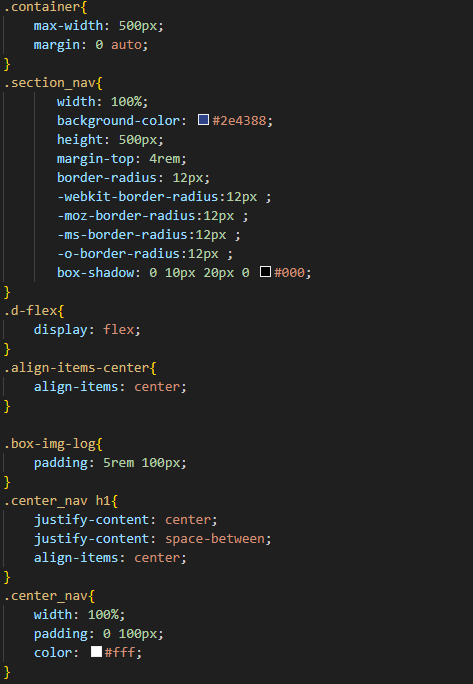 .container{
    max-width: 500px;
    margin: 0 auto;
}
.section_nav{
        width: 100%;
        background-color: #2e4388;
        height: 500px;
        margin-top: 4rem;
        border-radius: 12px;
        -webkit-border-radius:12px ;
        -moz-border-radius:12px ;
        -ms-border-radius:12px ;
        -o-border-radius:12px ;
        box-shadow: 0 10px 20px 0 #000;
}
.d-flex{
    display: flex;
}
.align-items-center{
    align-items: center;
}

.box-img-log{
    padding: 5rem 100px;
}
.center_nav h1{
    justify-content: center;
    justify-content: space-between;
    align-items: center;
}
.center_nav{
    width: 100%;
    padding: 0 100px;
    color: #fff;
}